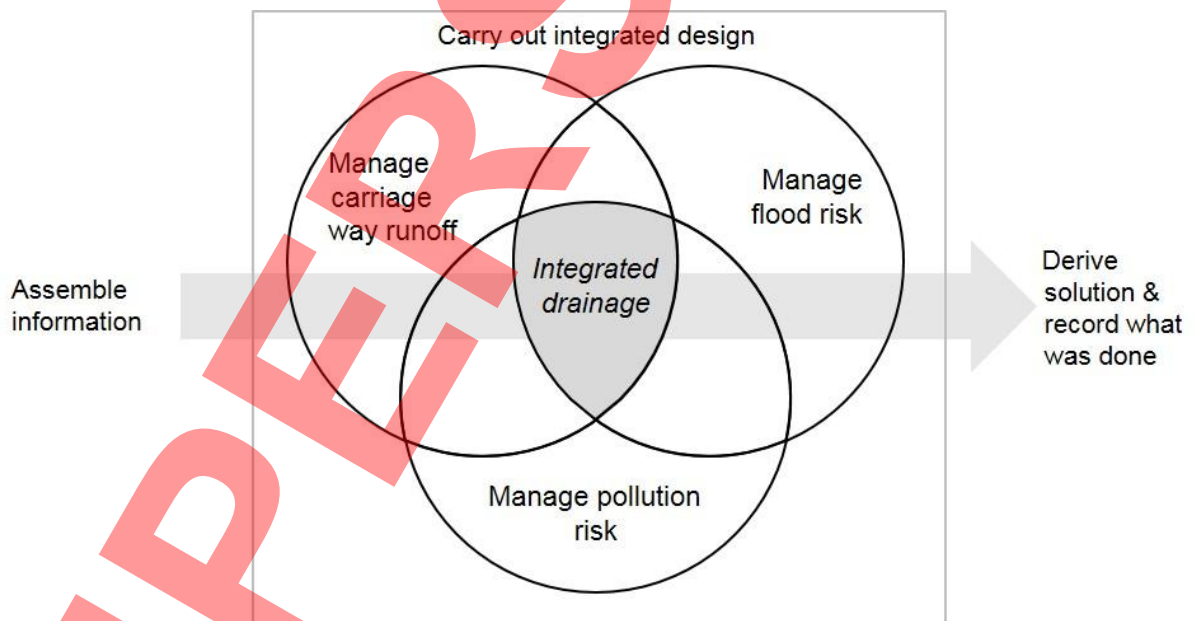 Carry out integrated design
Manage
carriage
way runoff
Manage
flood risk
Integrated
drainage
Assemble
information
Derive
solution &
record what
was done
Manage pollution
risk